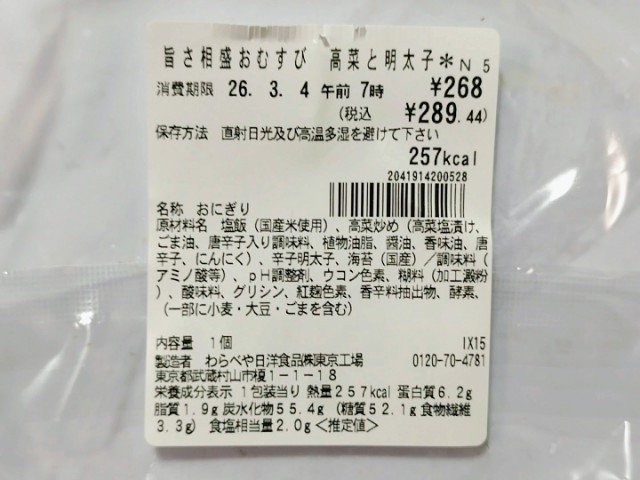 旨さ相盛おむすび　高菜と明太子＊Ｎ５
消費期限　26. 3. 4 午前 7時　¥268
(税込　¥289.44)
保存方法　直射日光及び高温多湿を避けて下さい
257kcal
2041914200528
名称　おにぎり
原材料名　塩飯（国産米使用）、高菜炒め（高菜塩漬け、
ごま油、唐辛子入り調味料、植物油脂、醤油、香味油、唐
辛子、にんにく）、辛子明太子、海苔（国産）／調味料（
アミノ酸等）、ｐＨ調整剤、ウコン色素、糊料（加工澱粉
）、酸味料、グリシン、紅麹色素、香辛料抽出物、酵素、
（一部に小麦・大豆・ごまを含む）
内容量　１個　IX15
製造者　わらべや日洋食品㈱東京工場　0120-70-4781
東京都武蔵村山市榎１－１－１８
栄養成分表示　１包装当り　熱量２５７kcal 蛋白質６.２g
脂質１.９g 炭水化物５５.４g（糖質５２.１g 食物繊維
３.３g）食塩相当量２.０g＜推定値＞